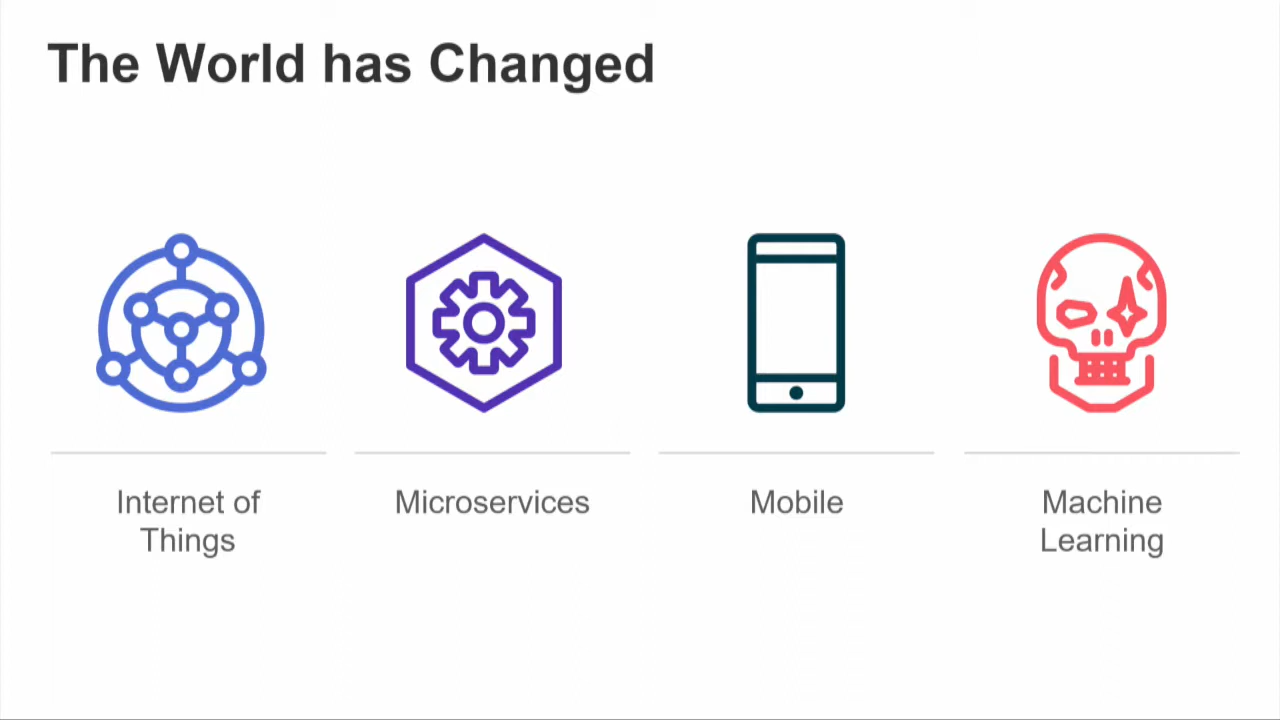 The World has Changed
Internet of
Things
Microservices
Mobile
Machine
Learning